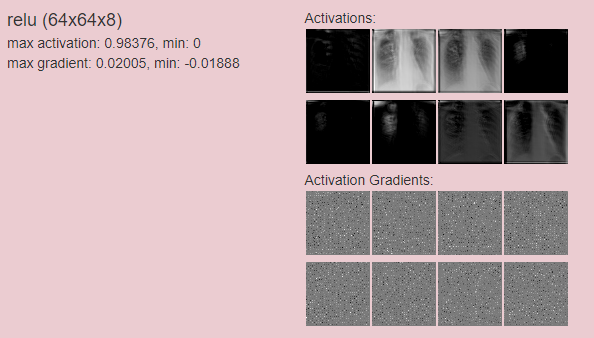 relu (64x64x8)
max activation: 0.98376, min: 0
max gradient: 0.02005, min: -0.01888
Activations:
Activation Gradients: